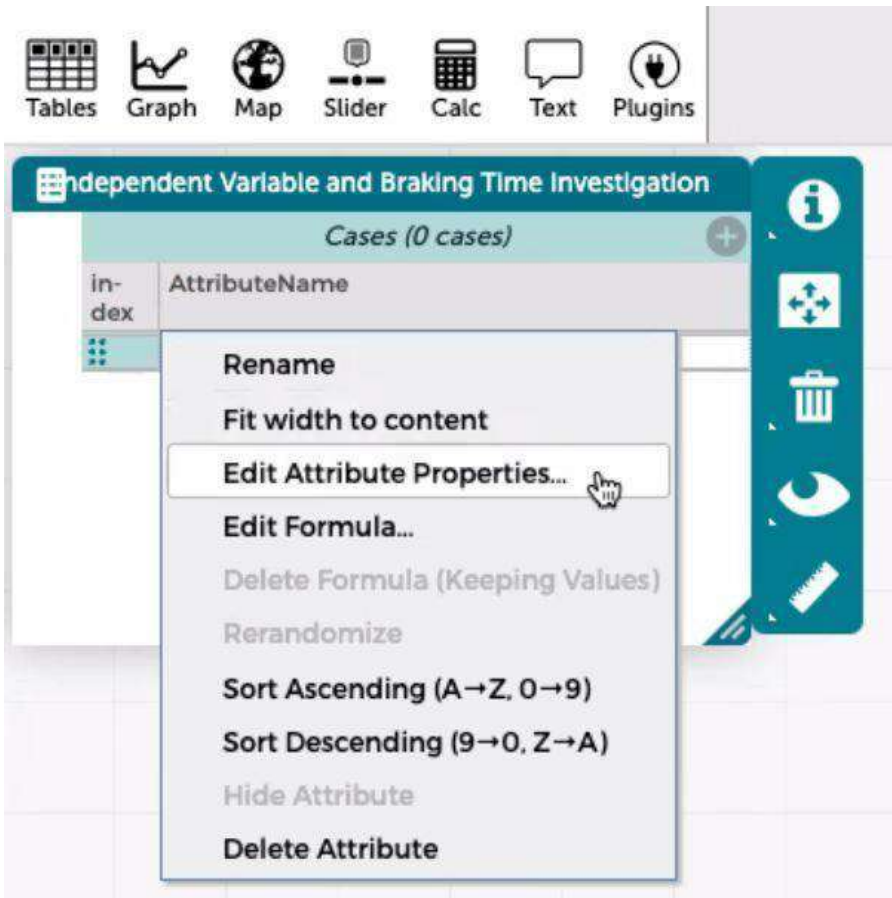 Tables Graph Map Slider Calc Text Plugins
ndependent Variable and Braking Time Investigation
Cases (0 cases)
in-
dex
AttributeName
Rename
Fit width to content
Edit Attribute Properties...
Edit Formula...
Delete Formula (Keeping Values)
Rerandomize
Sort Ascending (A→Z, 0→9)
Sort Descending (9→0, Z→A)
Hide Attribute
Delete Attribute